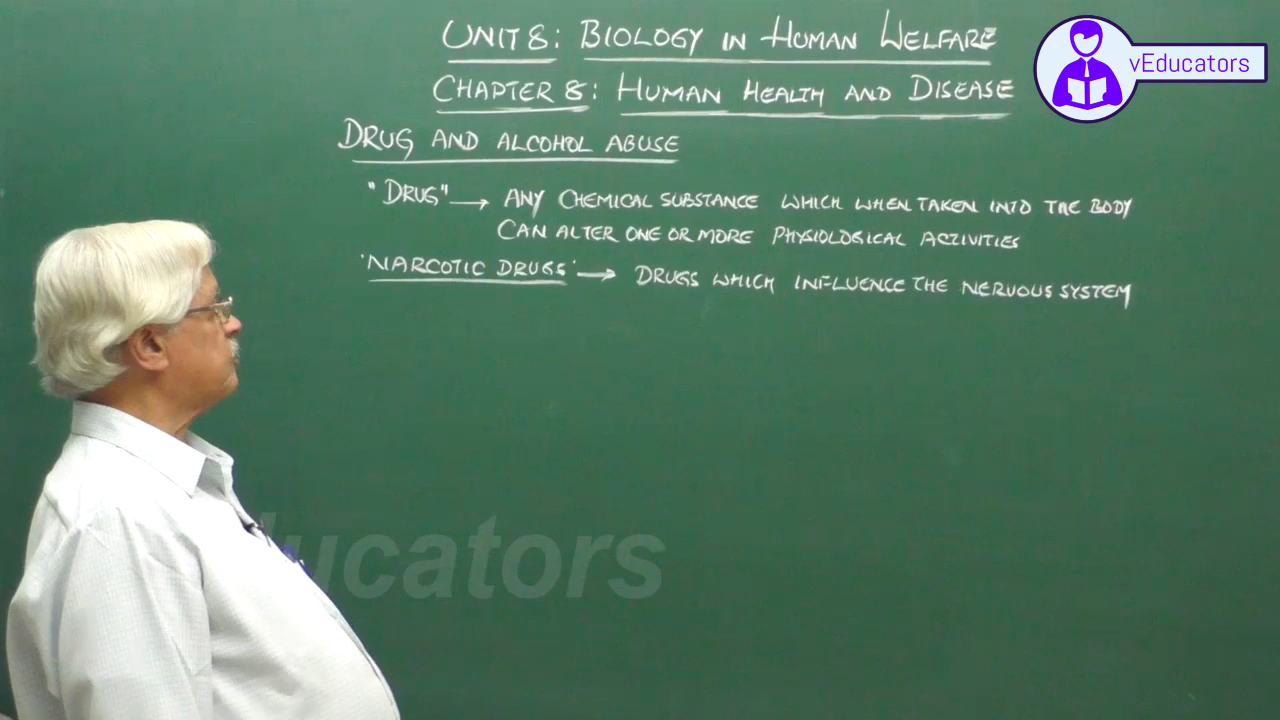 UNIT 8: BIOLOGY IN HUMAN WELFARE
CHAPTER 8: HUMAN HEALTH AND DISEASE
DRUG AND ALCOHOL ABUSE
"DRUG" → ANY CHEMICAL SUBSTANCE WHICH WHEN TAKEN INTO THE BODY
CAN ALTER ONE OR MORE PHYSIOLOGICAL ACTIVITIES
'NARCOTIC DRUGS' → DRUGS WHICH INFLUENCE THE NERVOUS SYSTEM
vEducators
ducators